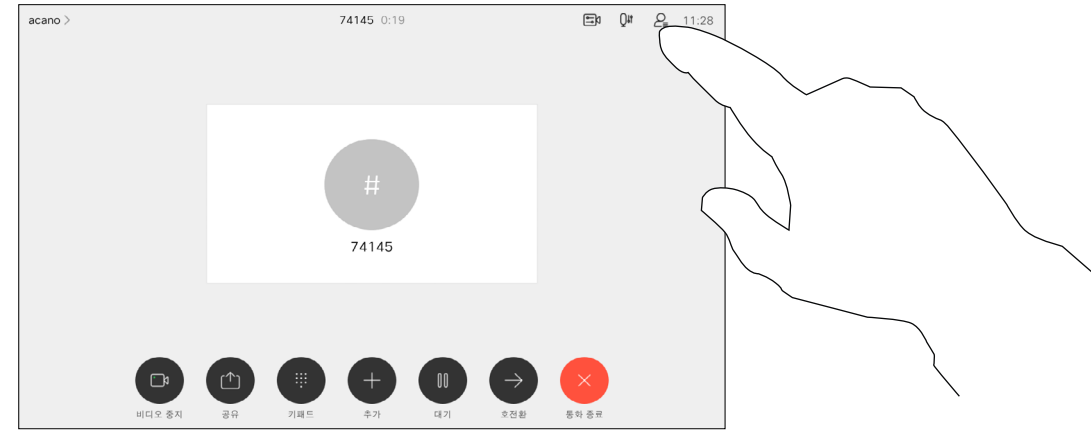 acano >
74145 0:19
11:28
#
74145
비디오 중지
공유
키패드
추가
대기
호전환
통화 종료